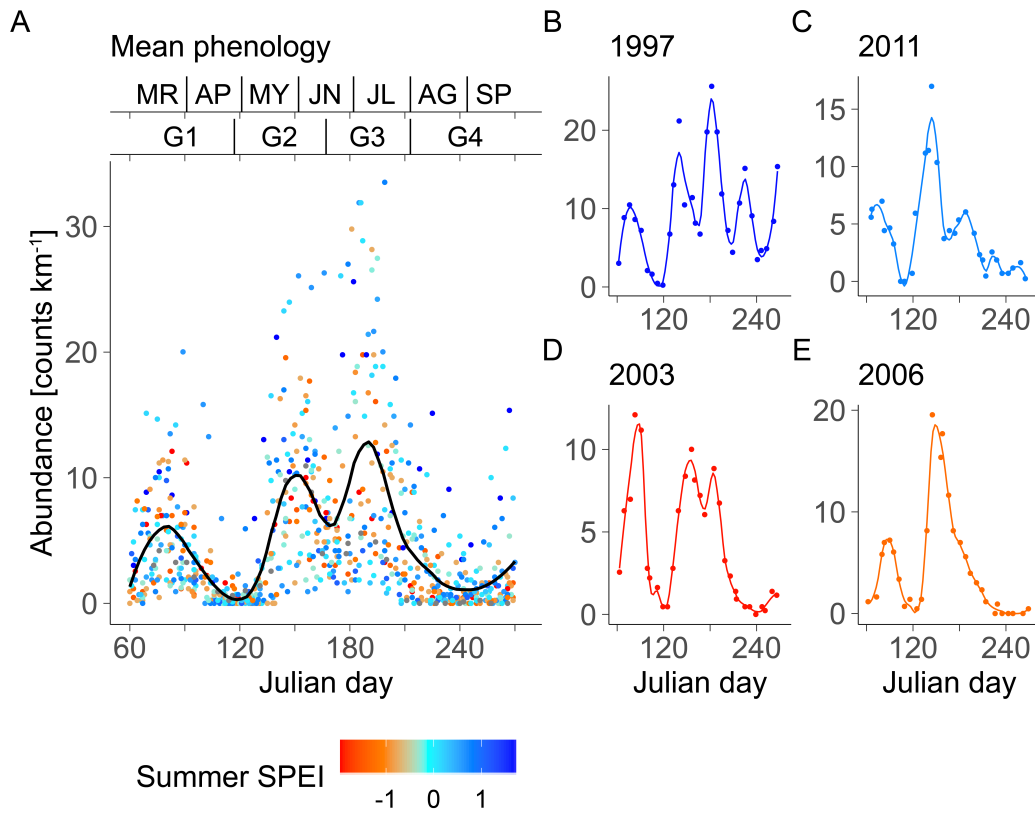 A
Mean phenology
MR AP MY JN JL AG SP
G1 G2 G3 G4
Abundance [counts km⁻¹]
30
20
10
0
60 120 180 240
Julian day
B
1997
20
10
0
120 240
C
2011
15
10
5
0
120 240
D
2003
10
5
0
120 240
Julian day
E
2006
20
10
0
120 240
Julian day
Summer SPEI
-1 0 1